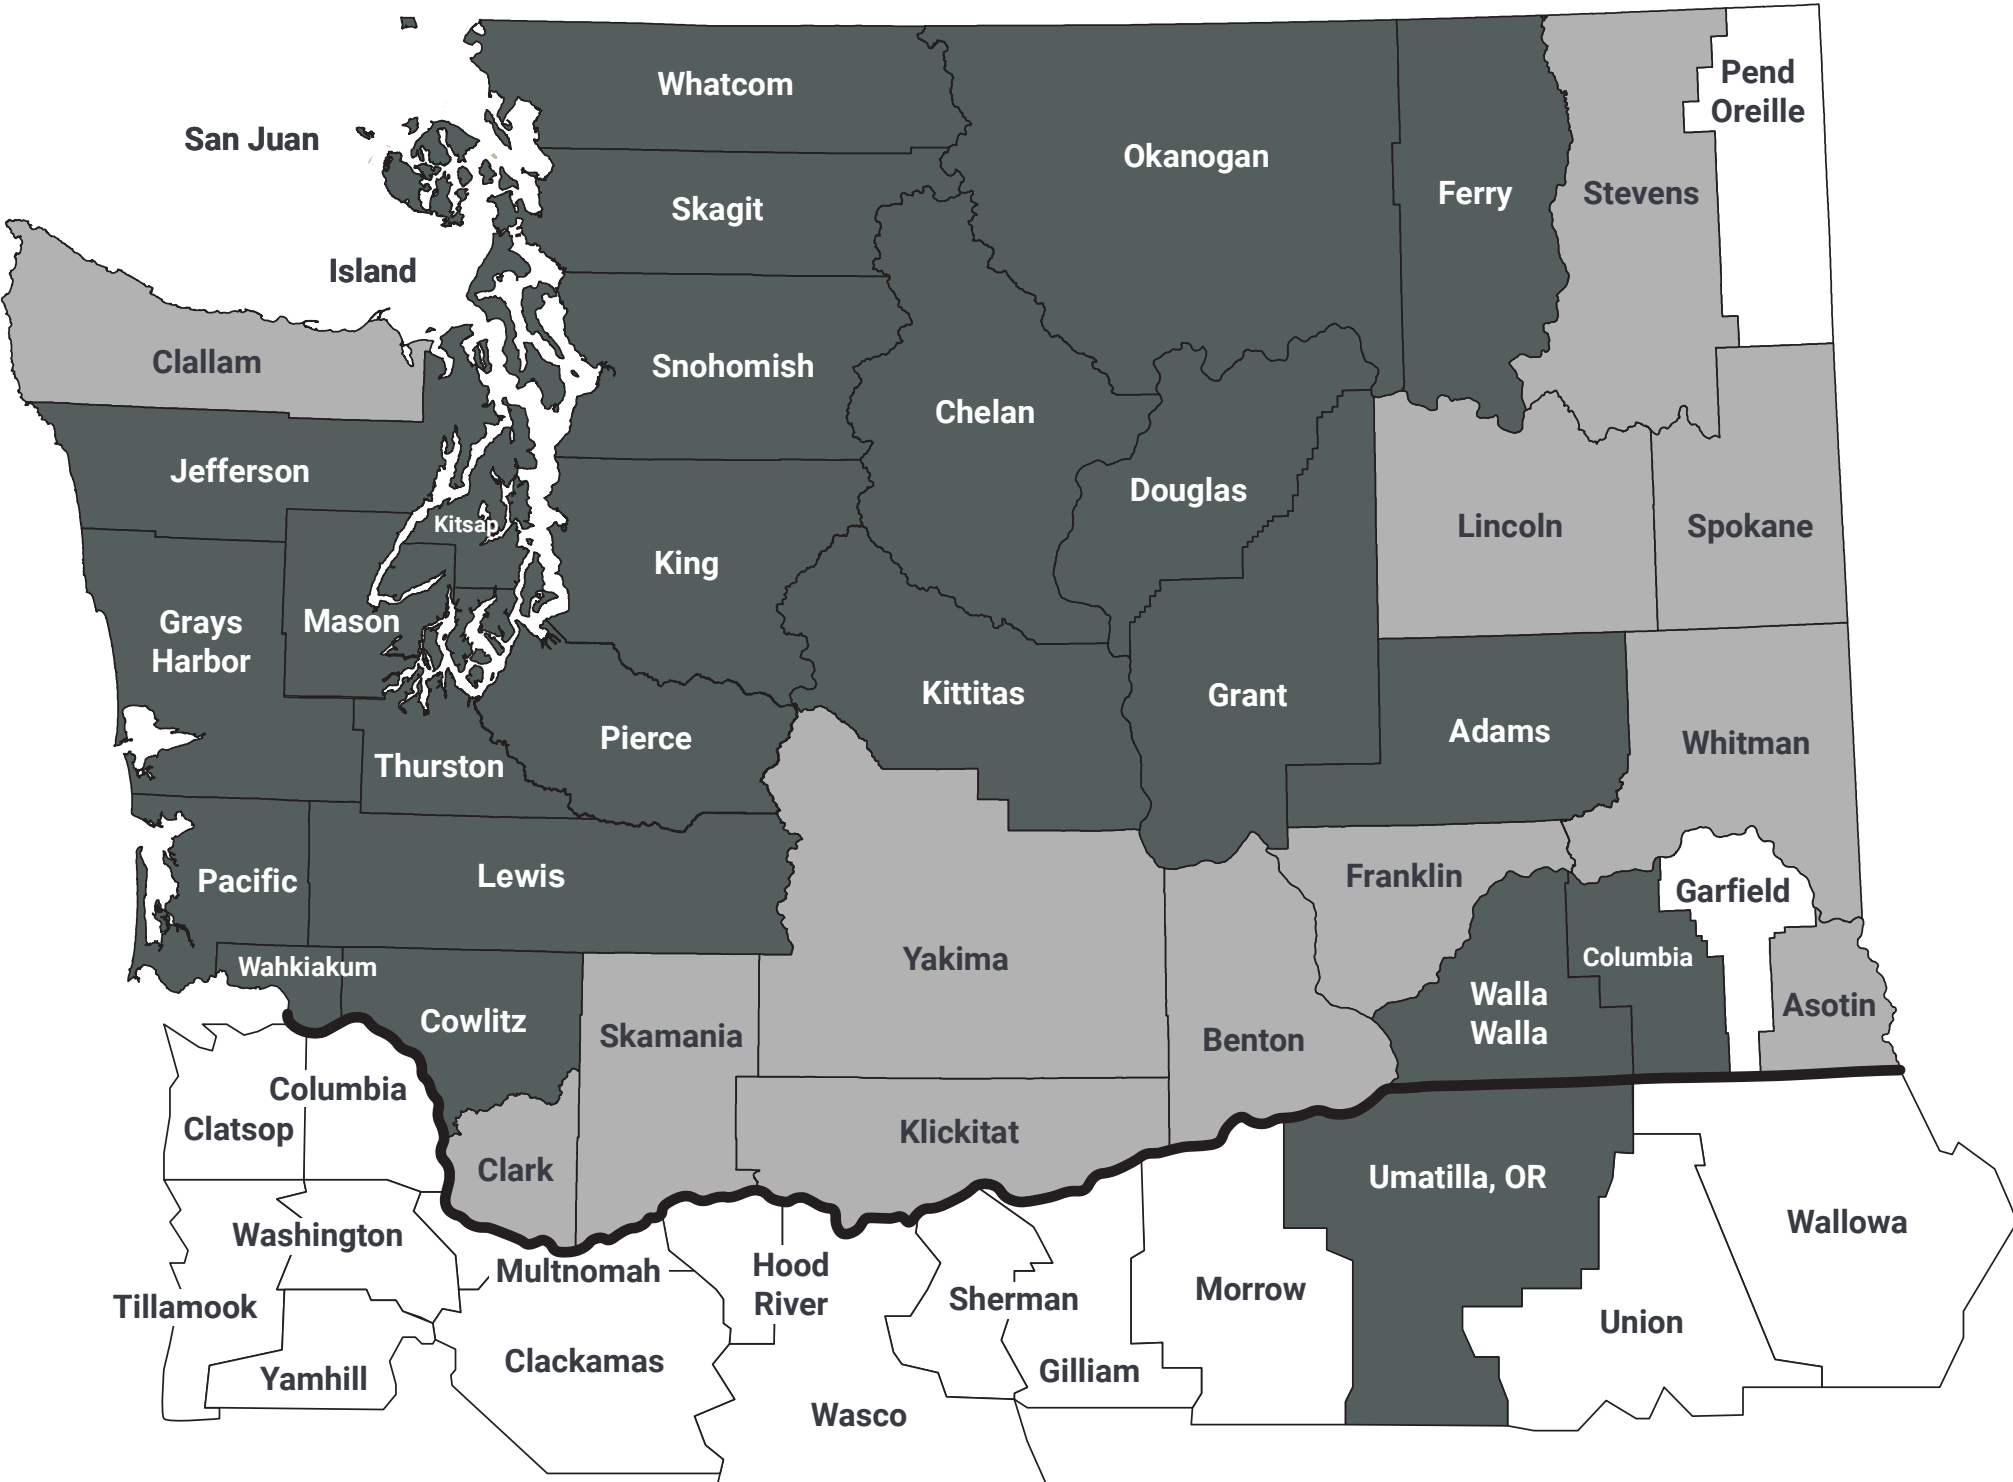 Whatcom
Pend
Oreille
San Juan
Okanogan
Ferry
Stevens
Skagit
Island
Clallam
Snohomish
Chelan
Jefferson
Douglas
Kitsap
Lincoln
Spokane
King
Grays
Harbor
Mason
Kittitas
Grant
Adams
Whitman
Pierce
Thurston
Pacific
Lewis
Franklin
Garfield
Wahkiakum
Yakima
Columbia
Walla
Walla
Asotin
Cowlitz
Skamania
Benton
Columbia
Clatsop
Klickitat
Clark
Umatilla, OR
Wallowa
Washington
Multnomah
Hood
River
Sherman
Morrow
Tillamook
Union
Clackamas
Gilliam
Yamhill
Wasco